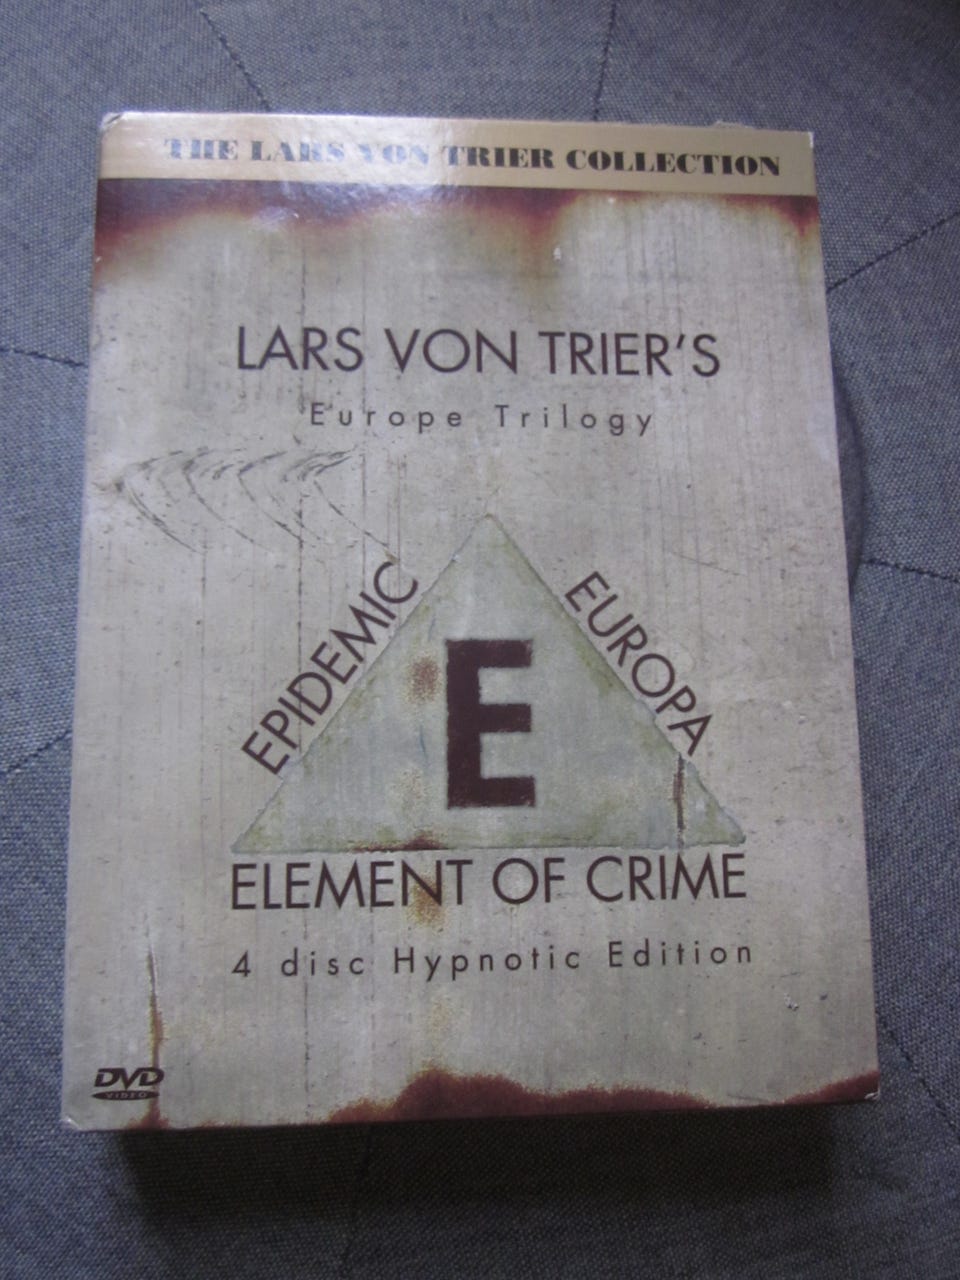 THE LARS VON TRIER COLLECTION
LARS VON TRIER'S
Europe Trilogy
EPIDEMIC
EUROPA
E
ELEMENT OF CRIME
4 disc Hypnotic Edition
DVD
VIDEO